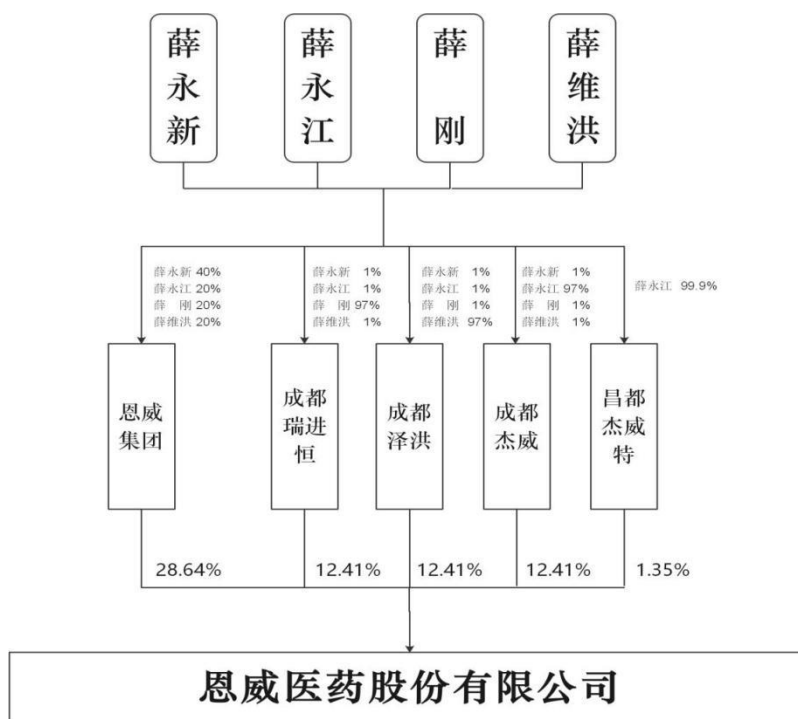 薛永新
薛永江
薛 刚
薛维洪
薛永新 40%
薛永江 20%
薛 刚 20%
薛维洪 20%
薛永新 1%
薛永江 1%
薛 刚 97%
薛维洪 1%
薛永新 1%
薛永江 1%
薛 刚 1%
薛维洪 97%
薛永新 1%
薛永江 97%
薛 刚 1%
薛维洪 1%
薛永江 99.9%
恩威
集团
成都
瑞进
恒
成都
泽洪
成都
杰威
昌都
杰威
特
28.64%
12.41%
12.41%
12.41%
1.35%
恩威医药股份有限公司